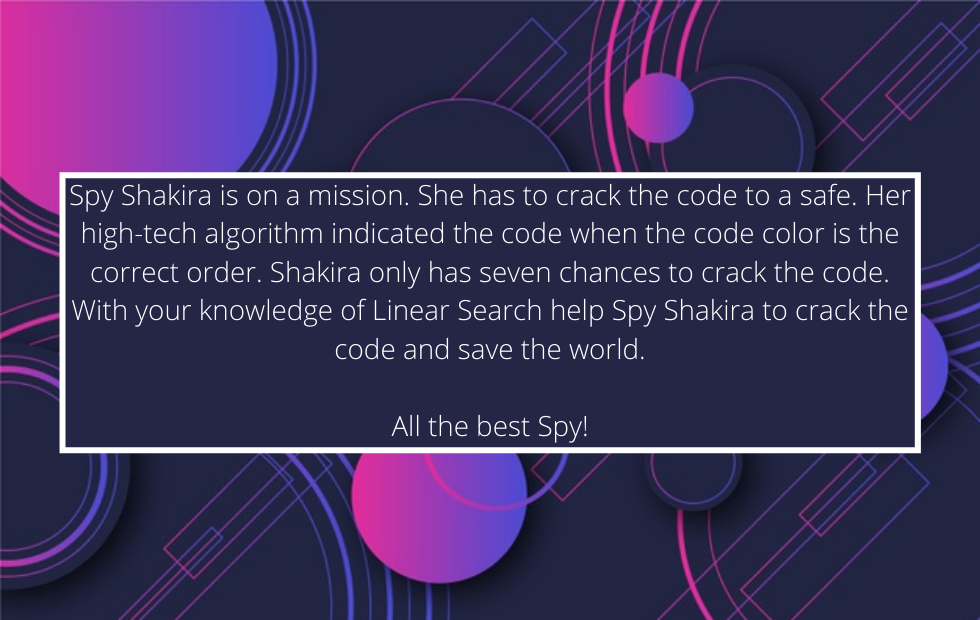 Spy Shakira is on a mission. She has to crack the code to a safe. Her
high-tech algorithm indicated the code when the code color is the
correct order. Shakira only has seven chances to crack the code.
With your knowledge of Linear Search help Spy Shakira to crack the
code and save the world.
All the best Spy!